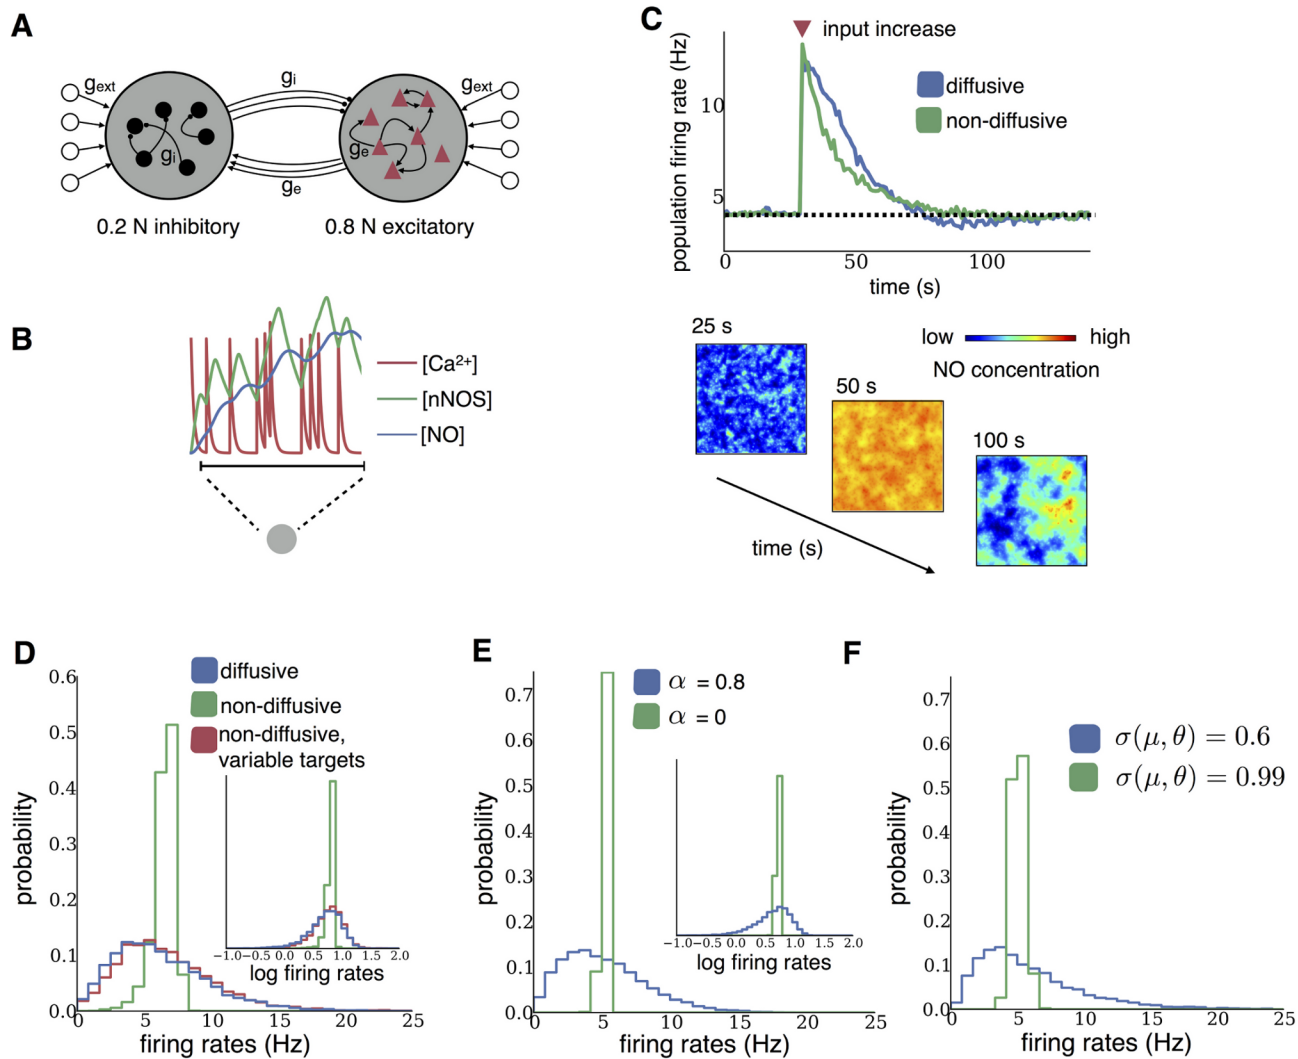 A
g_ext
g_i
g_ext
g_i
g_e
g_e
0.2 N inhibitory
0.8 N excitatory
B
[Ca²⁺]
[nNOS]
[NO]
C
input increase
population firing rate (Hz)
diffusive
non-diffusive
10
5
0
50
100
time (s)
25 s
low
high
NO concentration
50 s
100 s
time (s)
D
diffusive
non-diffusive
non-diffusive,
variable targets
probability
0.6
0.5
0.4
0.3
0.2
0.1
0.0
−1.0
−0.5
0.0
0.5
1.0
1.5
2.0
log firing rates
0
5
10
15
20
25
firing rates (Hz)
E
α = 0.8
α = 0
probability
0.7
0.6
0.5
0.4
0.3
0.2
0.1
0.0
−1.0
−0.5
0.0
0.5
1.0
1.5
2.0
log firing rates
0
5
10
15
20
25
firing rates (Hz)
F
σ(μ, θ) = 0.6
σ(μ, θ) = 0.99
probability
0.7
0.6
0.5
0.4
0.3
0.2
0.1
0.0
0
5
10
15
20
25
firing rates (Hz)